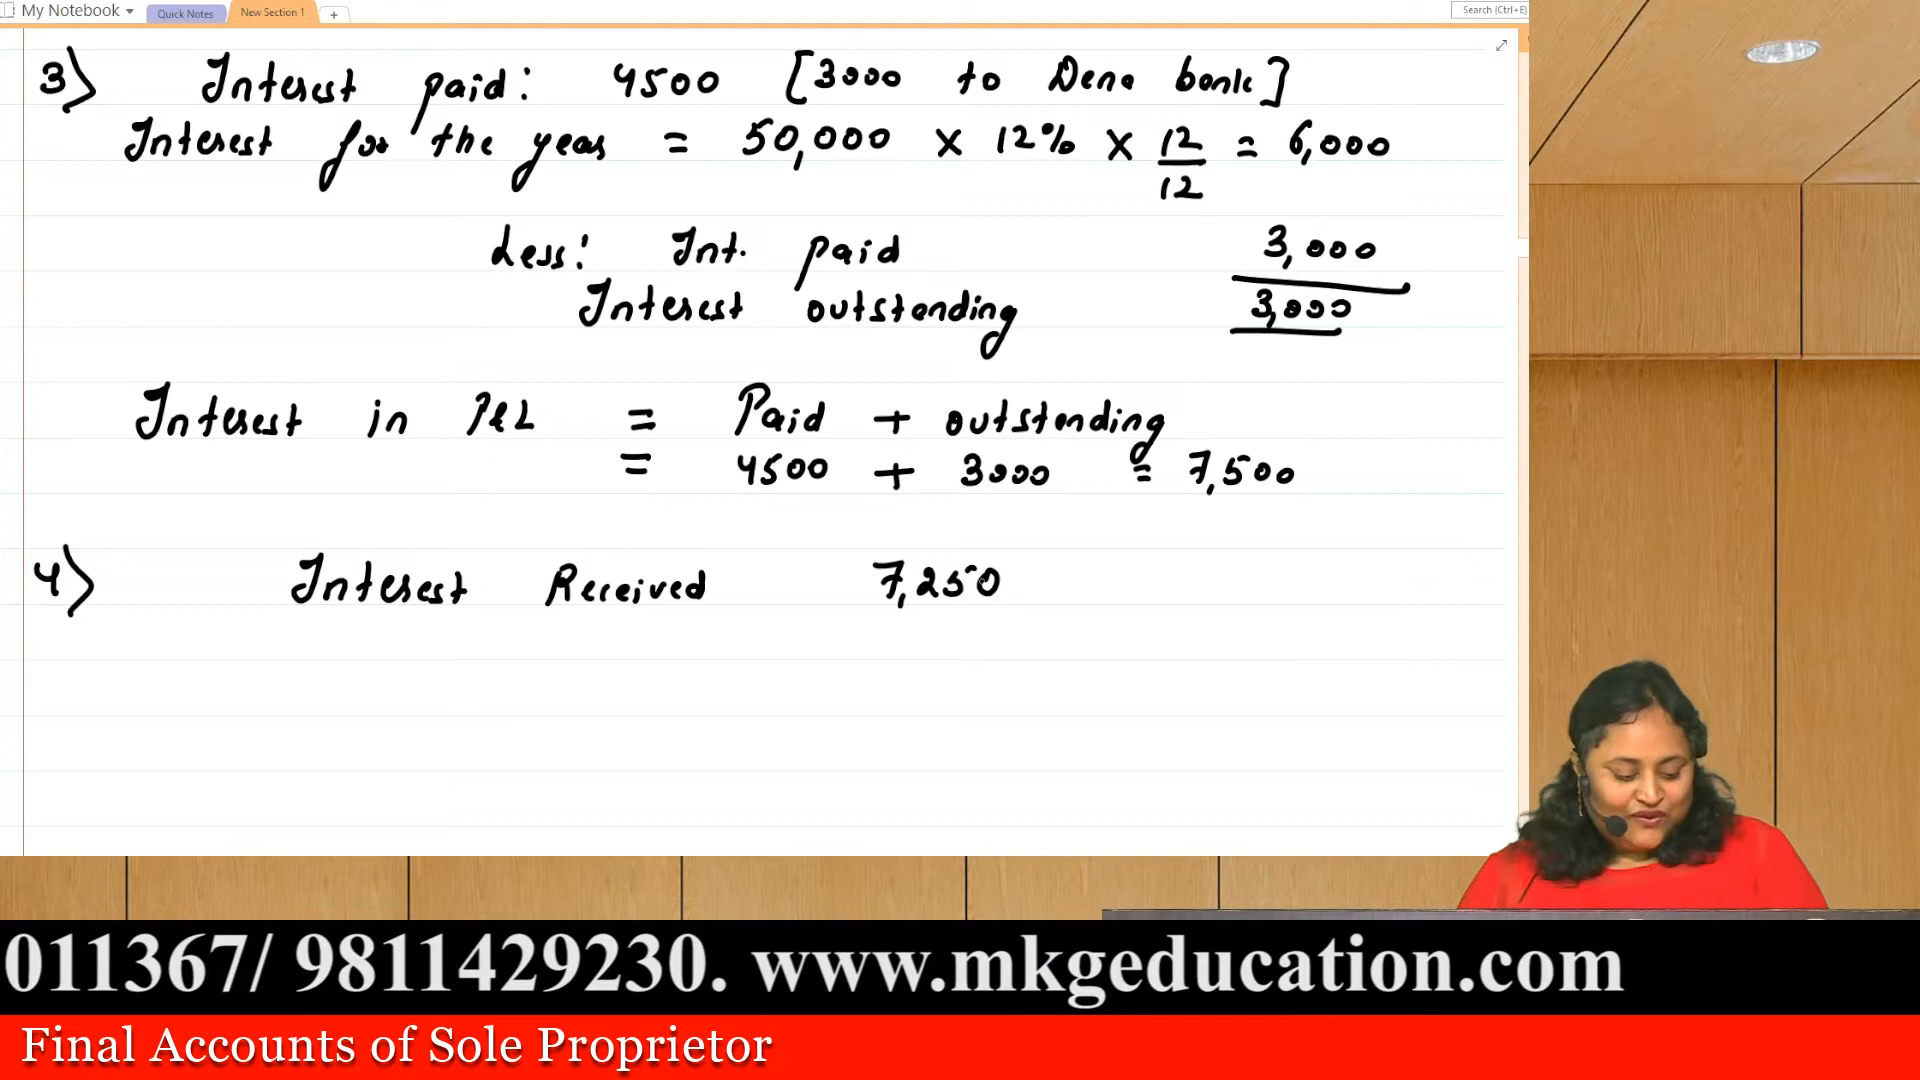 My Notebook
Quick Notes
New Section 1
+
Search (Ctrl+E)
3) Interest paid: 4500 [3000 to Dena bank]
Interest for the year = 50,000 × 12% × 12/12 = 6,000
Less: Int. paid 3,000
Interest outstanding 3,000
Interest in P&L = Paid + outstanding
= 4500 + 3000 = 7,500
4) Interest Received 7,250
011367/ 9811429230. www.mkgeducation.com
Final Accounts of Sole Proprietor